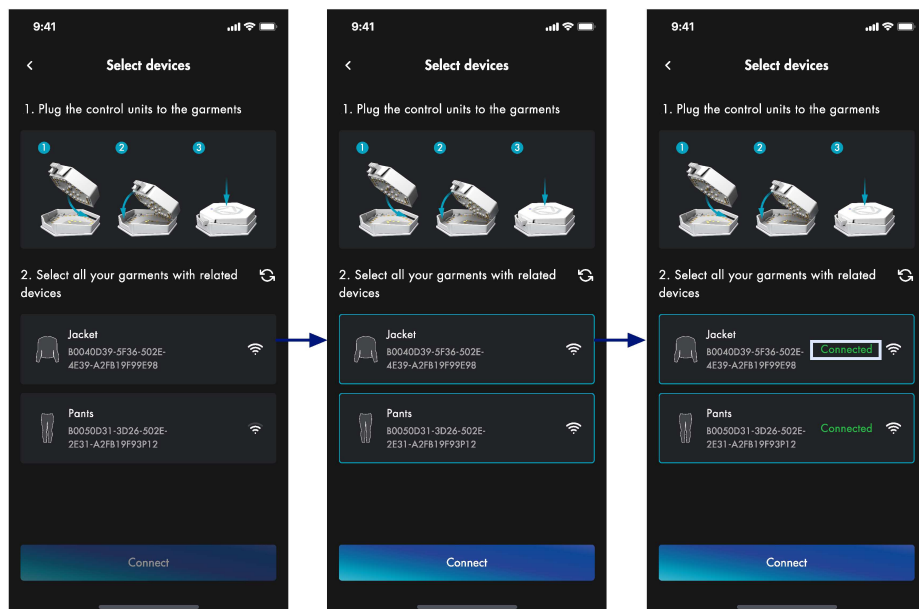 9:41
Select devices
1. Plug the control units to the garments
1
2
3
2. Select all your garments with related
devices
Jacket
B0040D39-5F36-502E-
4E39-A2FB19F99E98
Pants
B0050D31-3D26-502E-
2E31-A2FB19F93P12
Connect
9:41
Select devices
1. Plug the control units to the garments
1
2
3
2. Select all your garments with related
devices
Jacket
B0040D39-5F36-502E-
4E39-A2FB19F99E98
Pants
B0050D31-3D26-502E-
2E31-A2FB19F93P12
Connect
9:41
Select devices
1. Plug the control units to the garments
1
2
3
2. Select all your garments with related
devices
Jacket
B0040D39-5F36-502E-
4E39-A2FB19F99E98
Connected
Pants
B0050D31-3D26-502E-
2E31-A2FB19F93P12
Connected
Connect